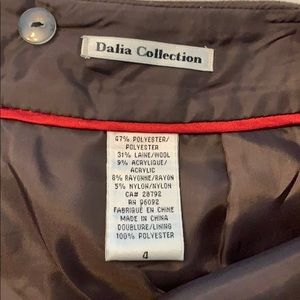 Dalia Collection
47% POLYESTER/
POLYESTER
31% LAINE/WOOL
9% ACRYLIQUE/
ACRYLIC
8% RAYONNE/RAYON
5% NYLON/NYLON
CA# 28792
RN 96092
FABRIQUÉ EN CHINE
MADE IN CHINA
DOUBLURE/LINING
100% POLYESTER
4